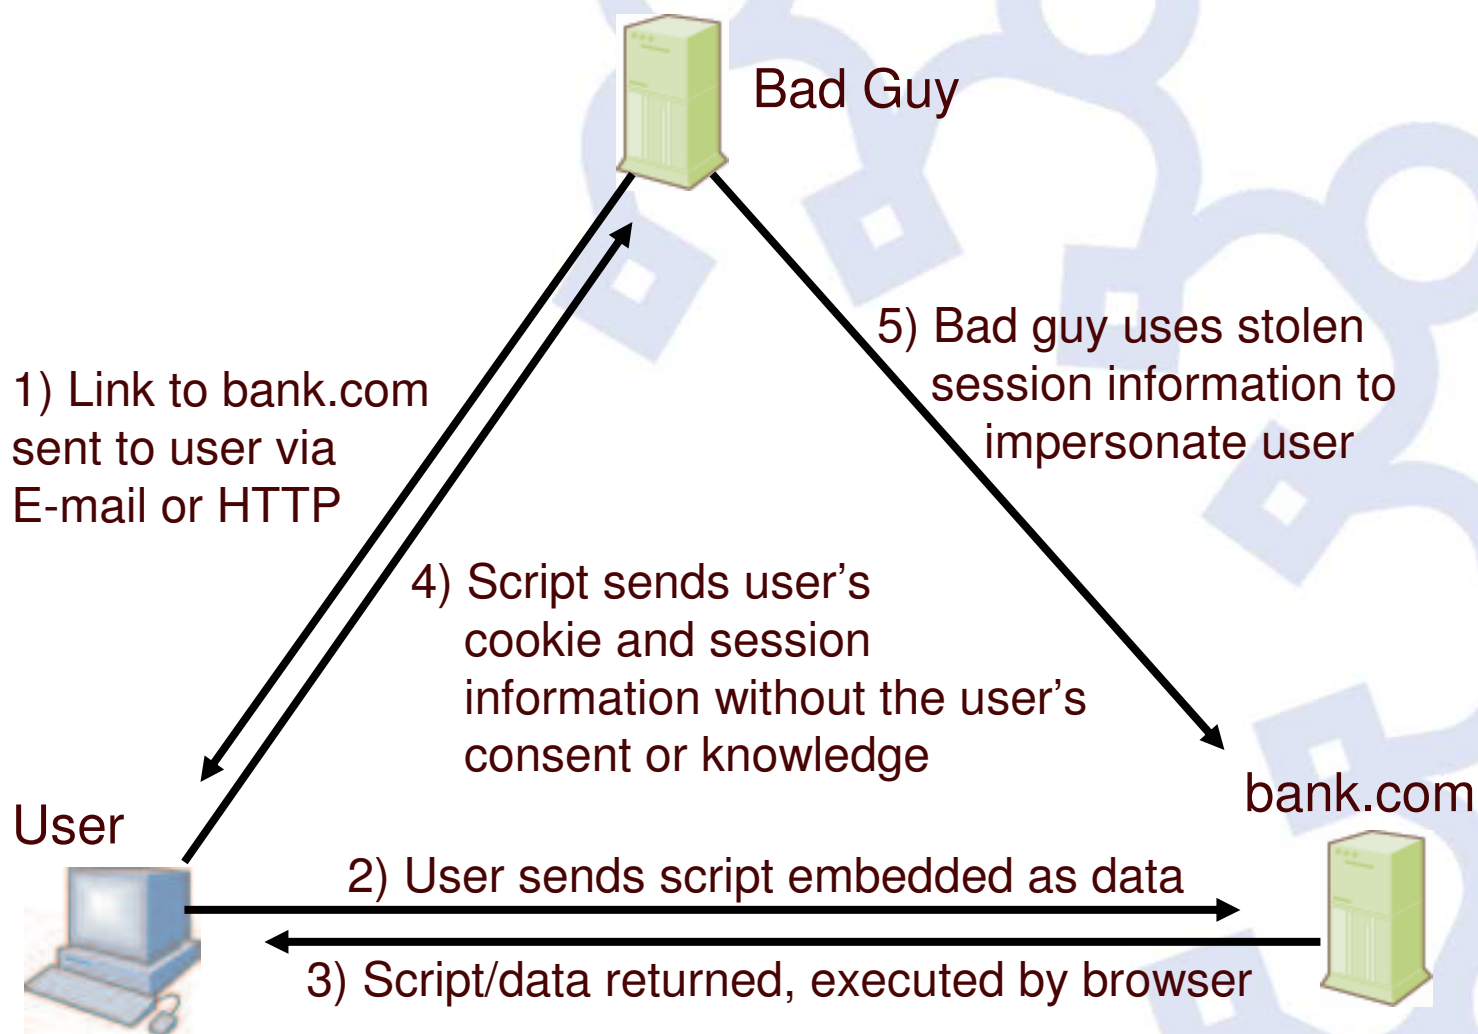 Bad Guy
5) Bad guy uses stolen
session information to
impersonate user
1) Link to bank.com
sent to user via
E-mail or HTTP
4) Script sends user’s
cookie and session
information without the user’s
consent or knowledge
bank.com
User
2) User sends script embedded as data
3) Script/data returned, executed by browser